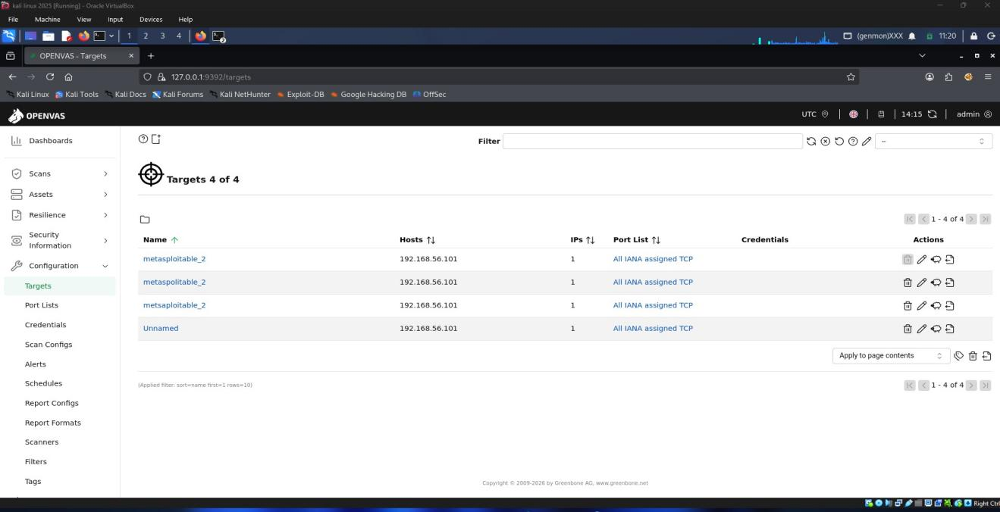 kali linux 2025 [Running] - Oracle VirtualBox
File Machine View Input Devices Help
1 2 3 4 (genmon)XXX 11:20
OPENVAS - Targets
127.0.0.1:9392/targets
Kali Linux Kali Tools Kali Docs Kali Forums Kali NetHunter Exploit-DB Google Hacking DB OffSec
OPENVAS UTC 14:15 admin
Dashboards
Scans
Assets
Resilience
Security
Information
Configuration
Targets
Port Lists
Credentials
Scan Configs
Alerts
Schedules
Report Configs
Report Formats
Scanners
Filters
Tags
Filter --
Targets 4 of 4
1 - 4 of 4
Name Hosts IPs Port List Credentials Actions
metasploitable_2 192.168.56.101 1 All IANA assigned TCP
metaspolitable_2 192.168.56.101 1 All IANA assigned TCP
metsaploitable_2 192.168.56.101 1 All IANA assigned TCP
Unnamed 192.168.56.101 1 All IANA assigned TCP
Apply to page contents
(Applied filter: sort=name first=1 rows=10) 1 - 4 of 4
Copyright © 2009-2026 by Greenbone AG, www.greenbone.net
Right Ctrl